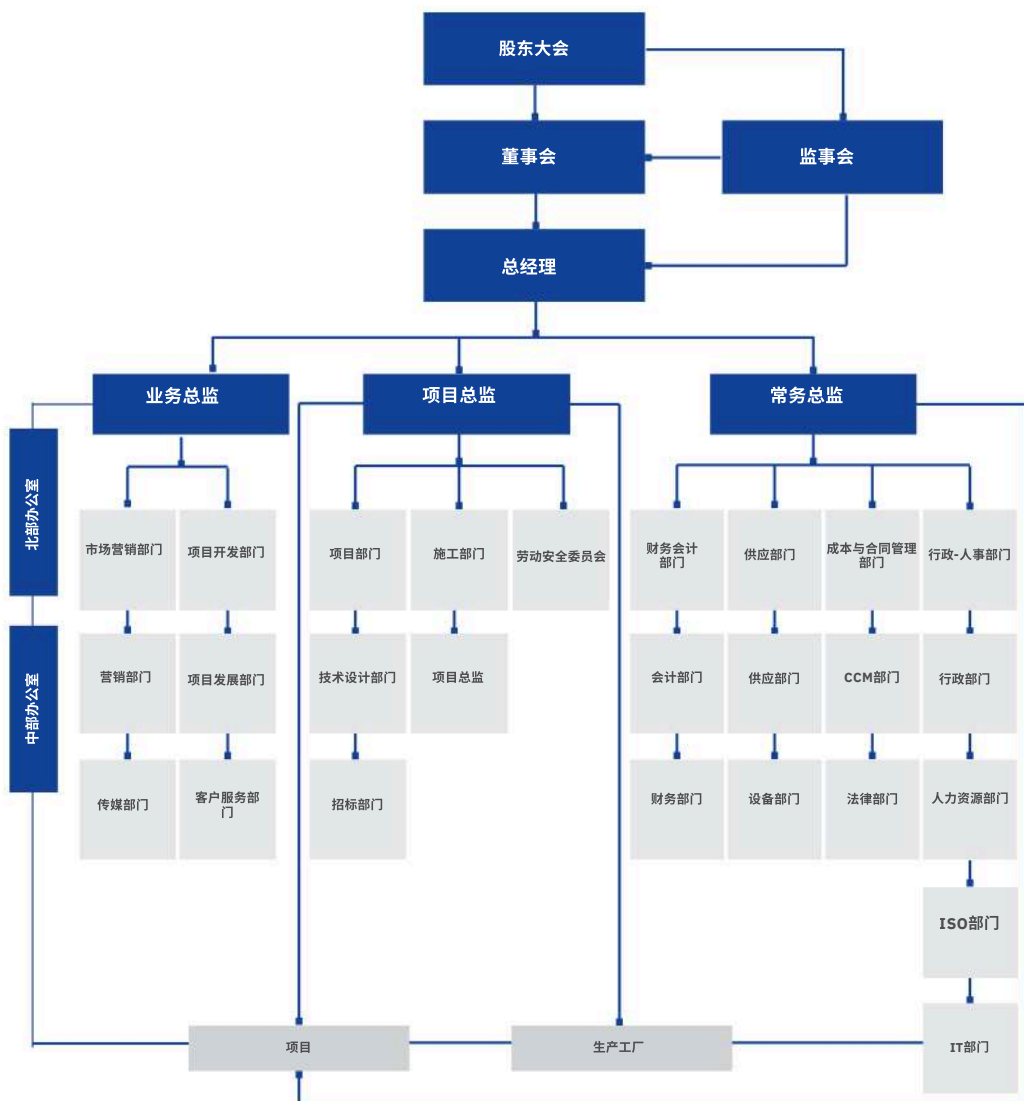 股东大会
董事会
监事会
总经理
业务总监
项目总监
常务总监
北部办公室
中部办公室
市场营销部门
项目开发部门
项目部门
施工部门
劳动安全委员会
财务会计
部门
供应部门
成本与合同管理
部门
行政-人事部门
营销部门
项目发展部门
技术设计部门
项目总监
会计部门
供应部门
CCM部门
行政部门
传媒部门
客户服务部
门
招标部门
财务部门
设备部门
法律部门
人力资源部门
ISO部门
项目
生产工厂
IT部门